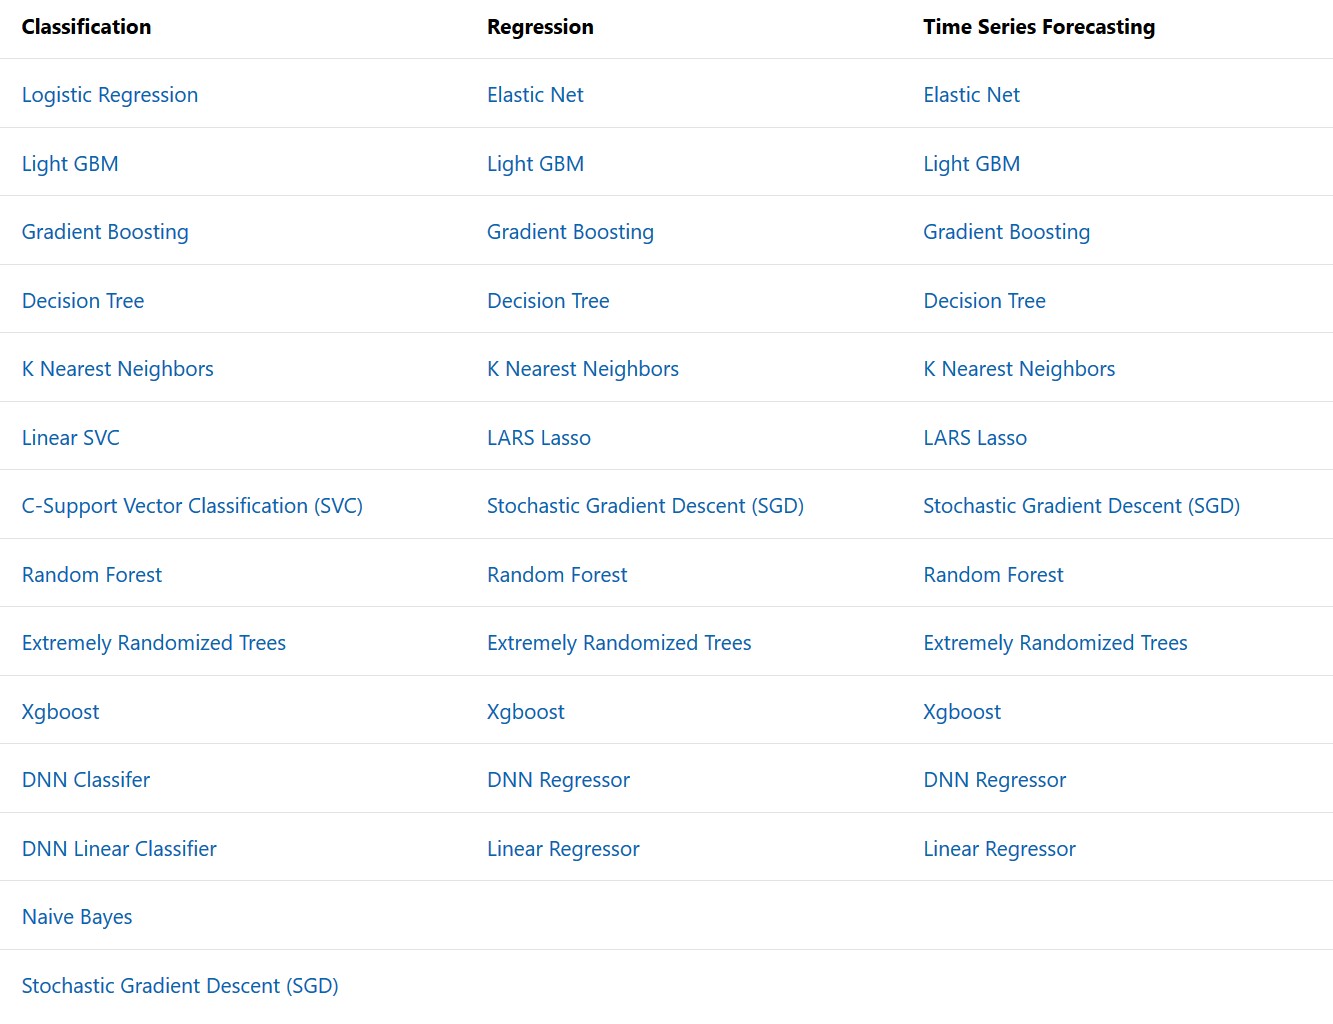 Classification Regression Time Series Forecasting
Logistic Regression Elastic Net Elastic Net
Light GBM Light GBM Light GBM
Gradient Boosting Gradient Boosting Gradient Boosting
Decision Tree Decision Tree Decision Tree
K Nearest Neighbors K Nearest Neighbors K Nearest Neighbors
Linear SVC LARS Lasso LARS Lasso
C-Support Vector Classification (SVC) Stochastic Gradient Descent (SGD) Stochastic Gradient Descent (SGD)
Random Forest Random Forest Random Forest
Extremely Randomized Trees Extremely Randomized Trees Extremely Randomized Trees
Xgboost Xgboost Xgboost
DNN Classifer DNN Regressor DNN Regressor
DNN Linear Classifier Linear Regressor Linear Regressor
Naive Bayes
Stochastic Gradient Descent (SGD)